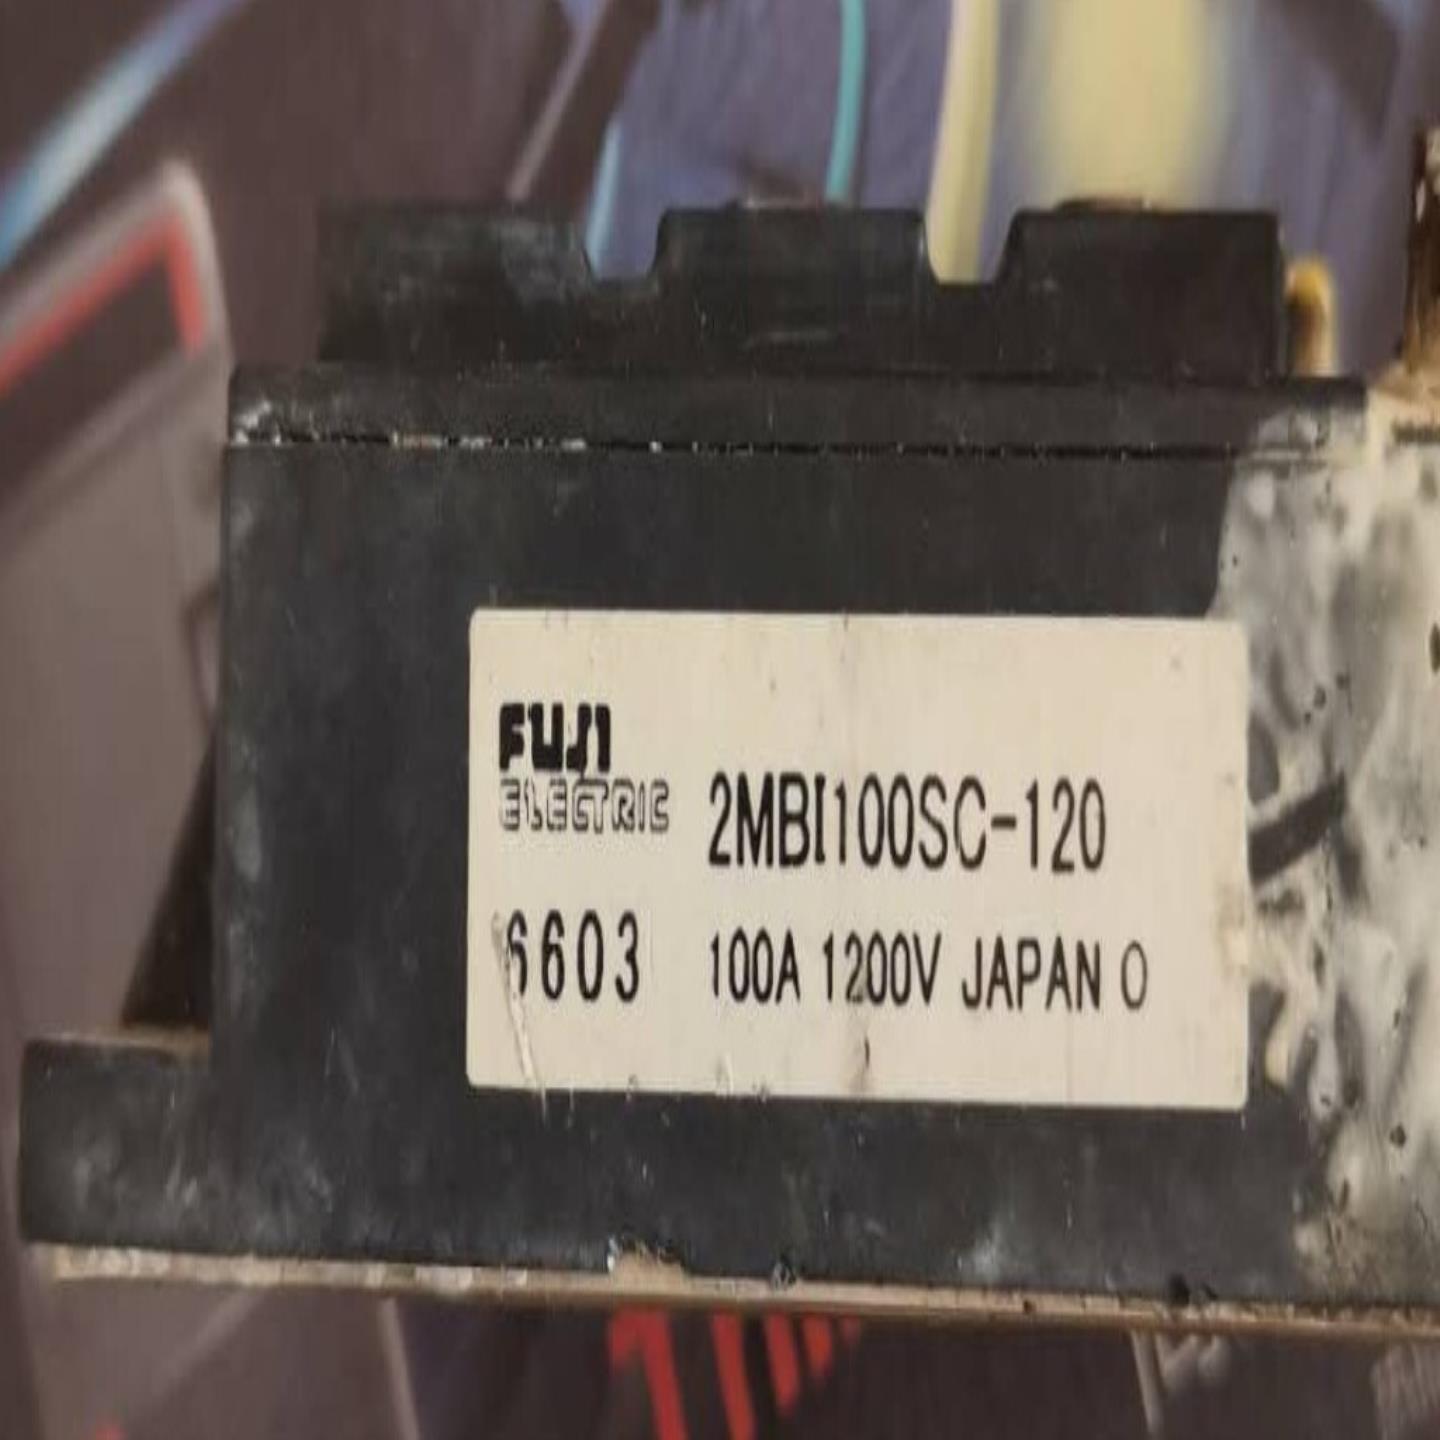 FUJI
ELECTRIC
2MBI100SC-120
6603
100A 1200V JAPAN O